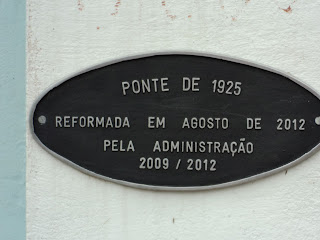 PONTE DE 1925
REFORMADA EM AGOSTO DE 2012
PELA ADMINISTRAÇÃO
2009 / 2012